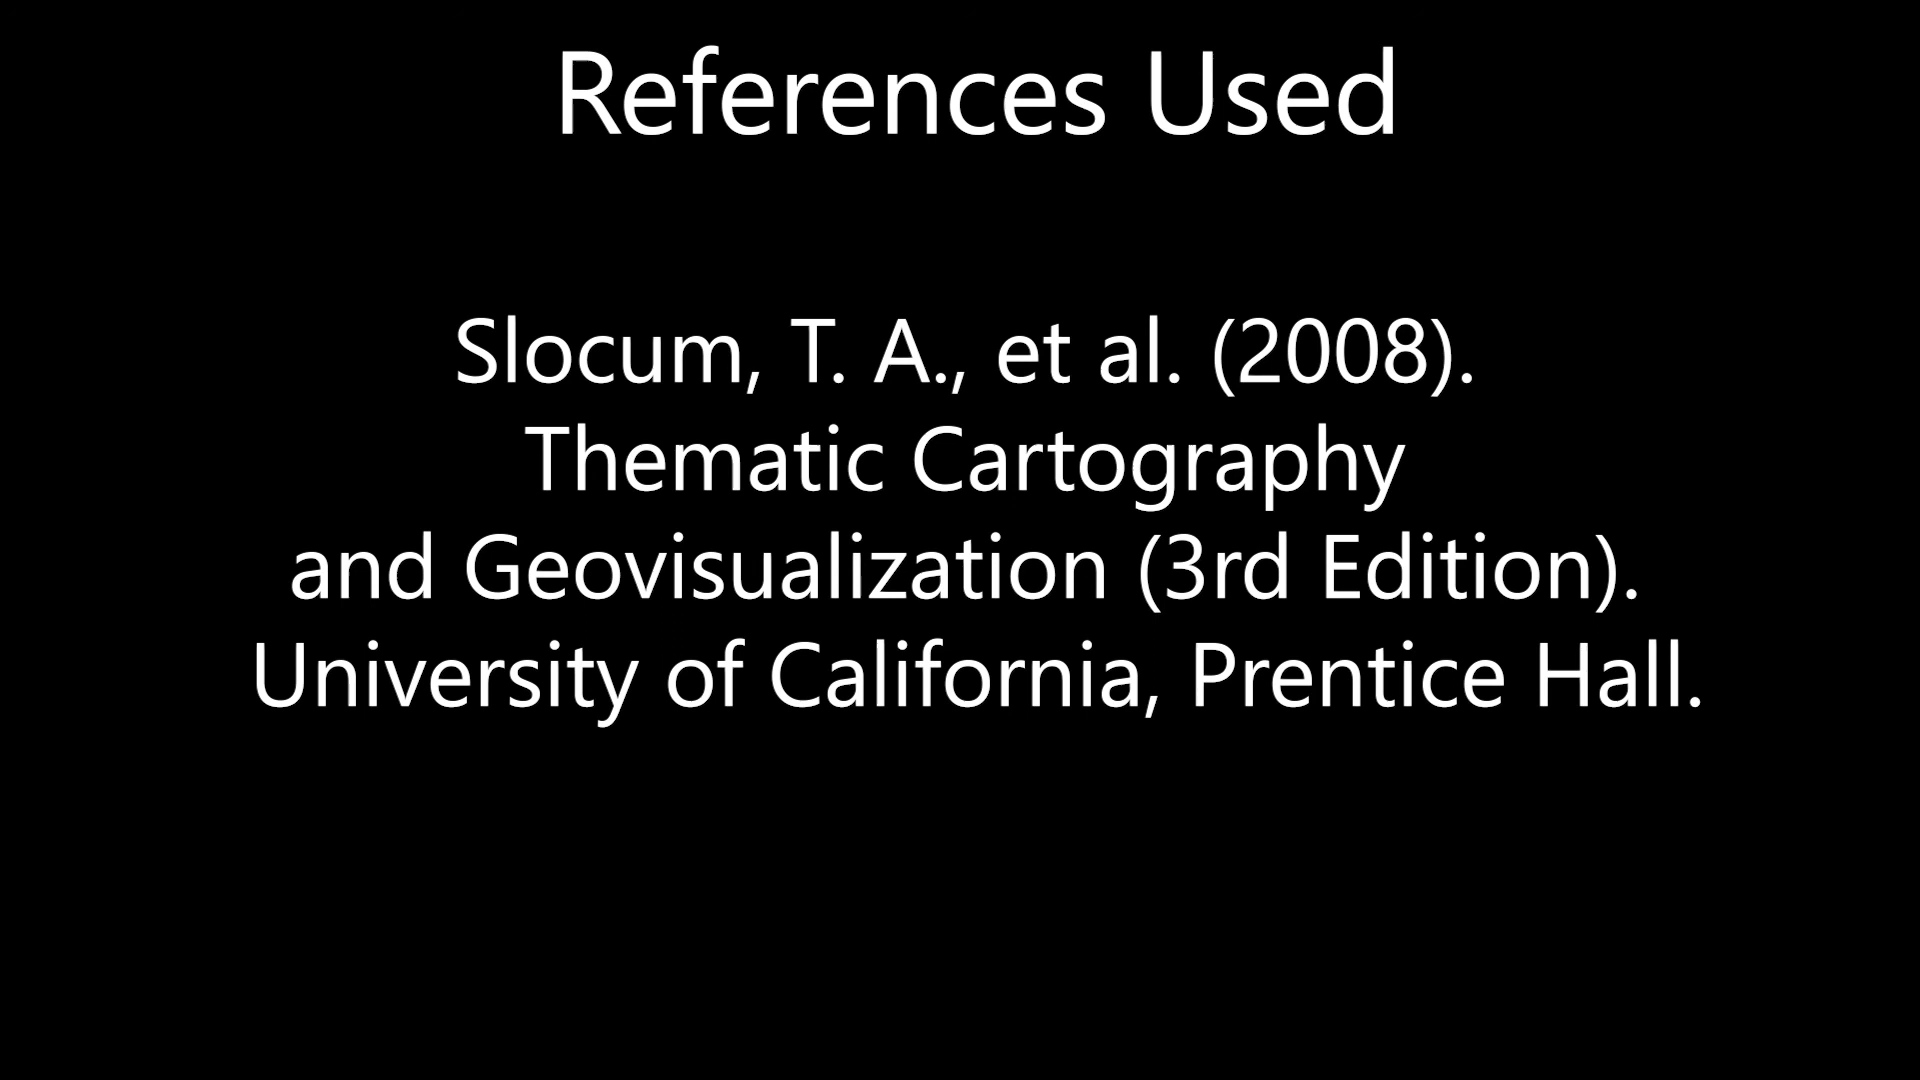 References Used
Slocum, T. A., et al. (2008).
Thematic Cartography
and Geovisualization (3rd Edition).
University of California, Prentice Hall.